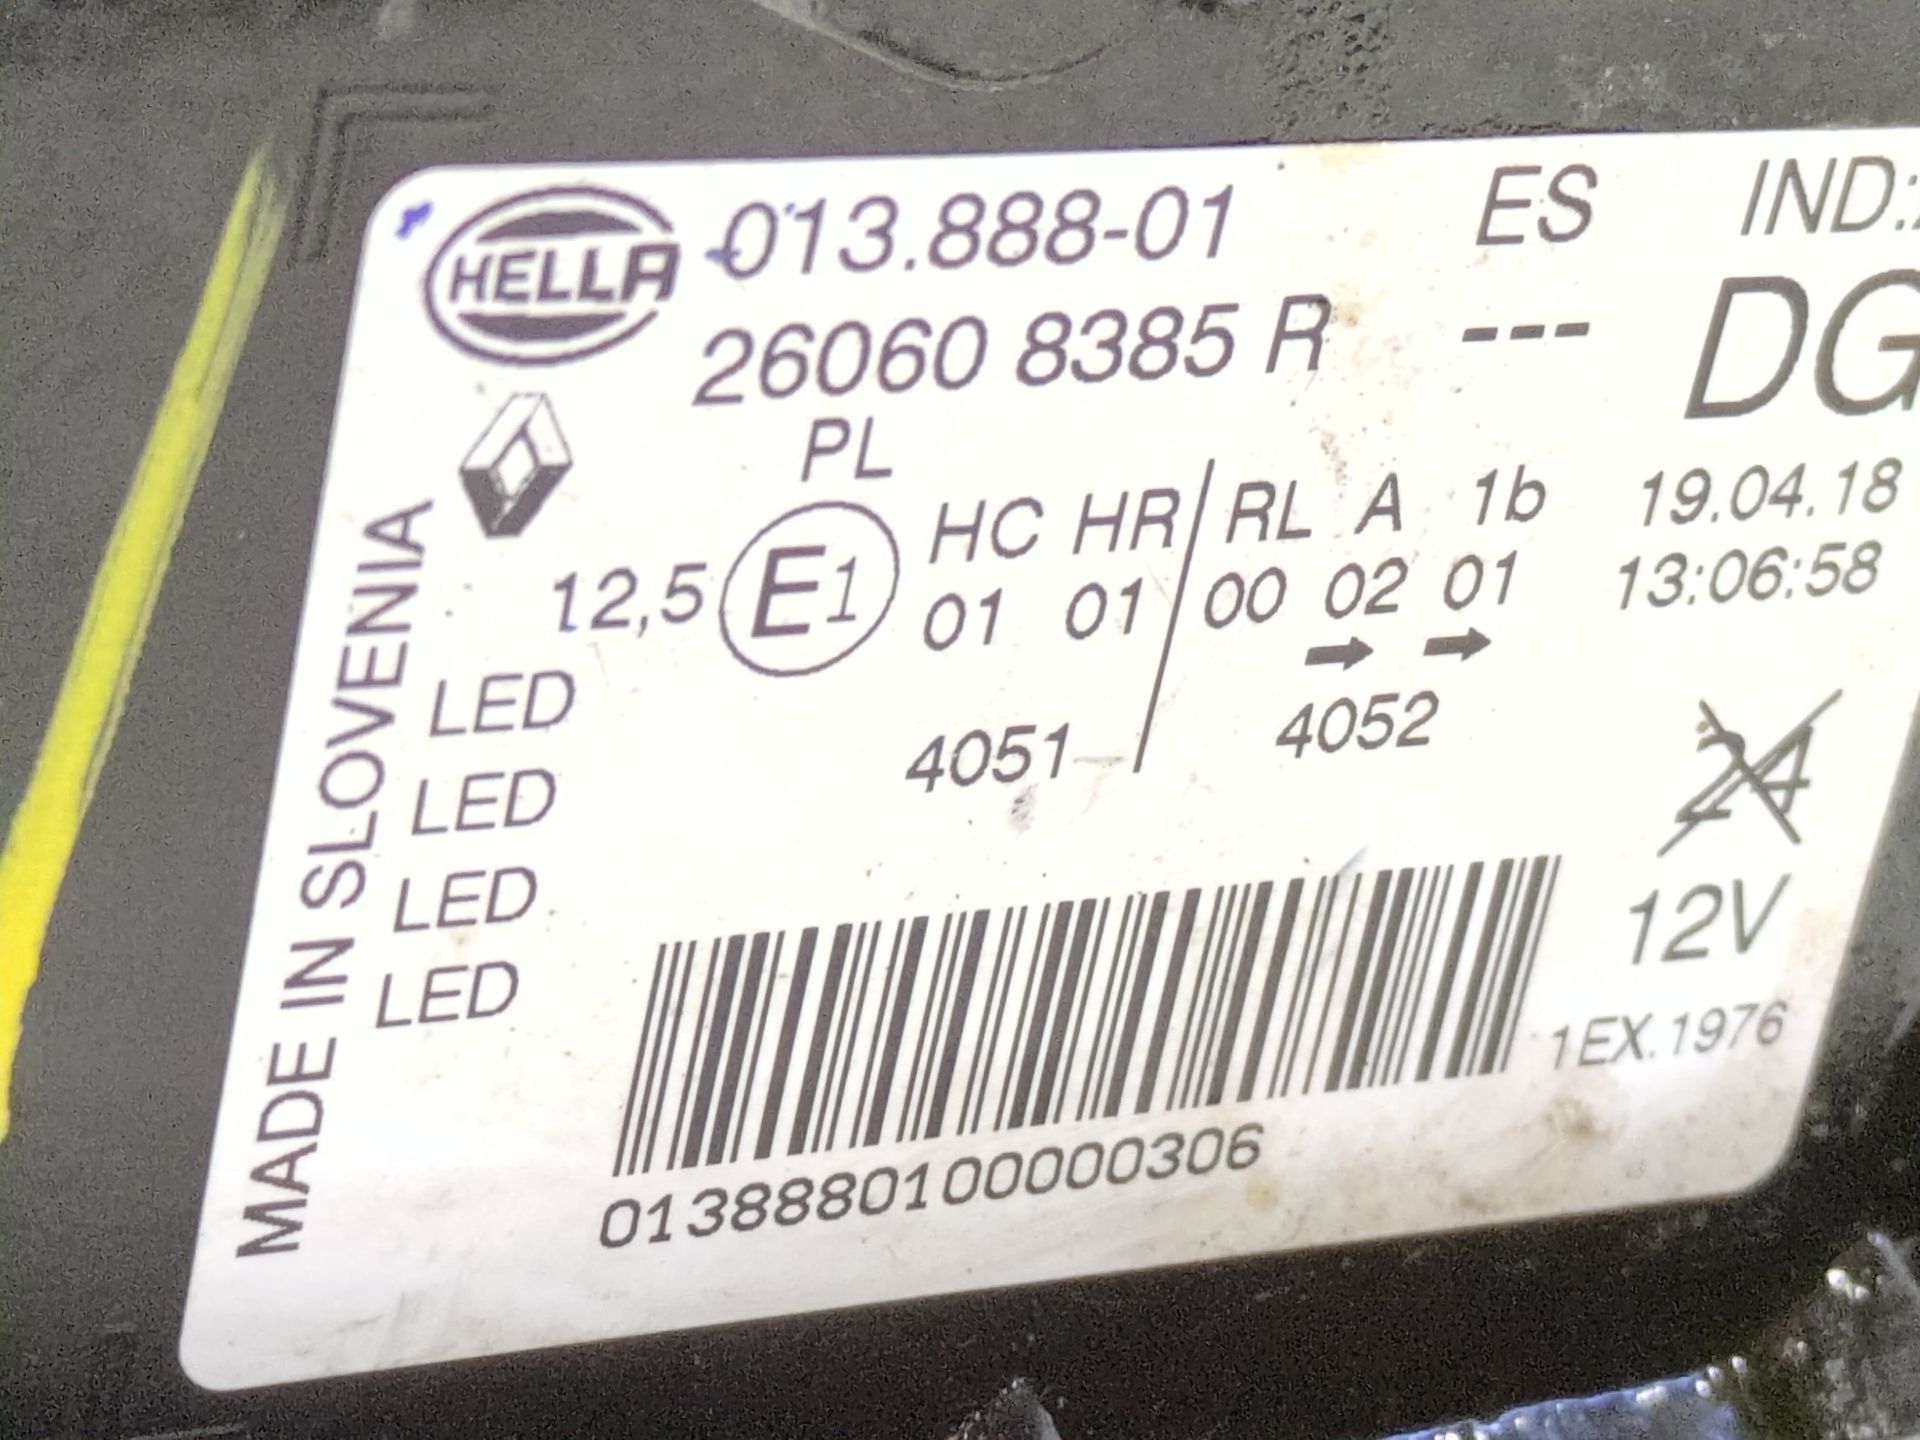 HELLA 013.888-01 ES IND:
26060 8385 R --- DG
PL
12,5 E1 HC HR RL A 1b 19.04.18
01 01 00 02 01 13:06:58
LED 4051 4052 24
LED
LED 12V
LED 1EX.1976
013888010000306
MADE IN SLOVENIA